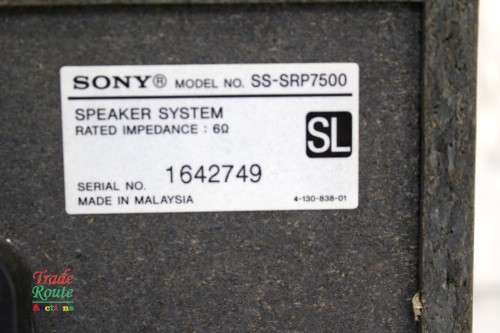 SONY® MODEL NO. SS-SRP7500
SPEAKER SYSTEM
RATED IMPEDANCE : 6Ω
SL
SERIAL NO. 1642749
MADE IN MALAYSIA 4-130-838-01
Trade
Route
Auctions